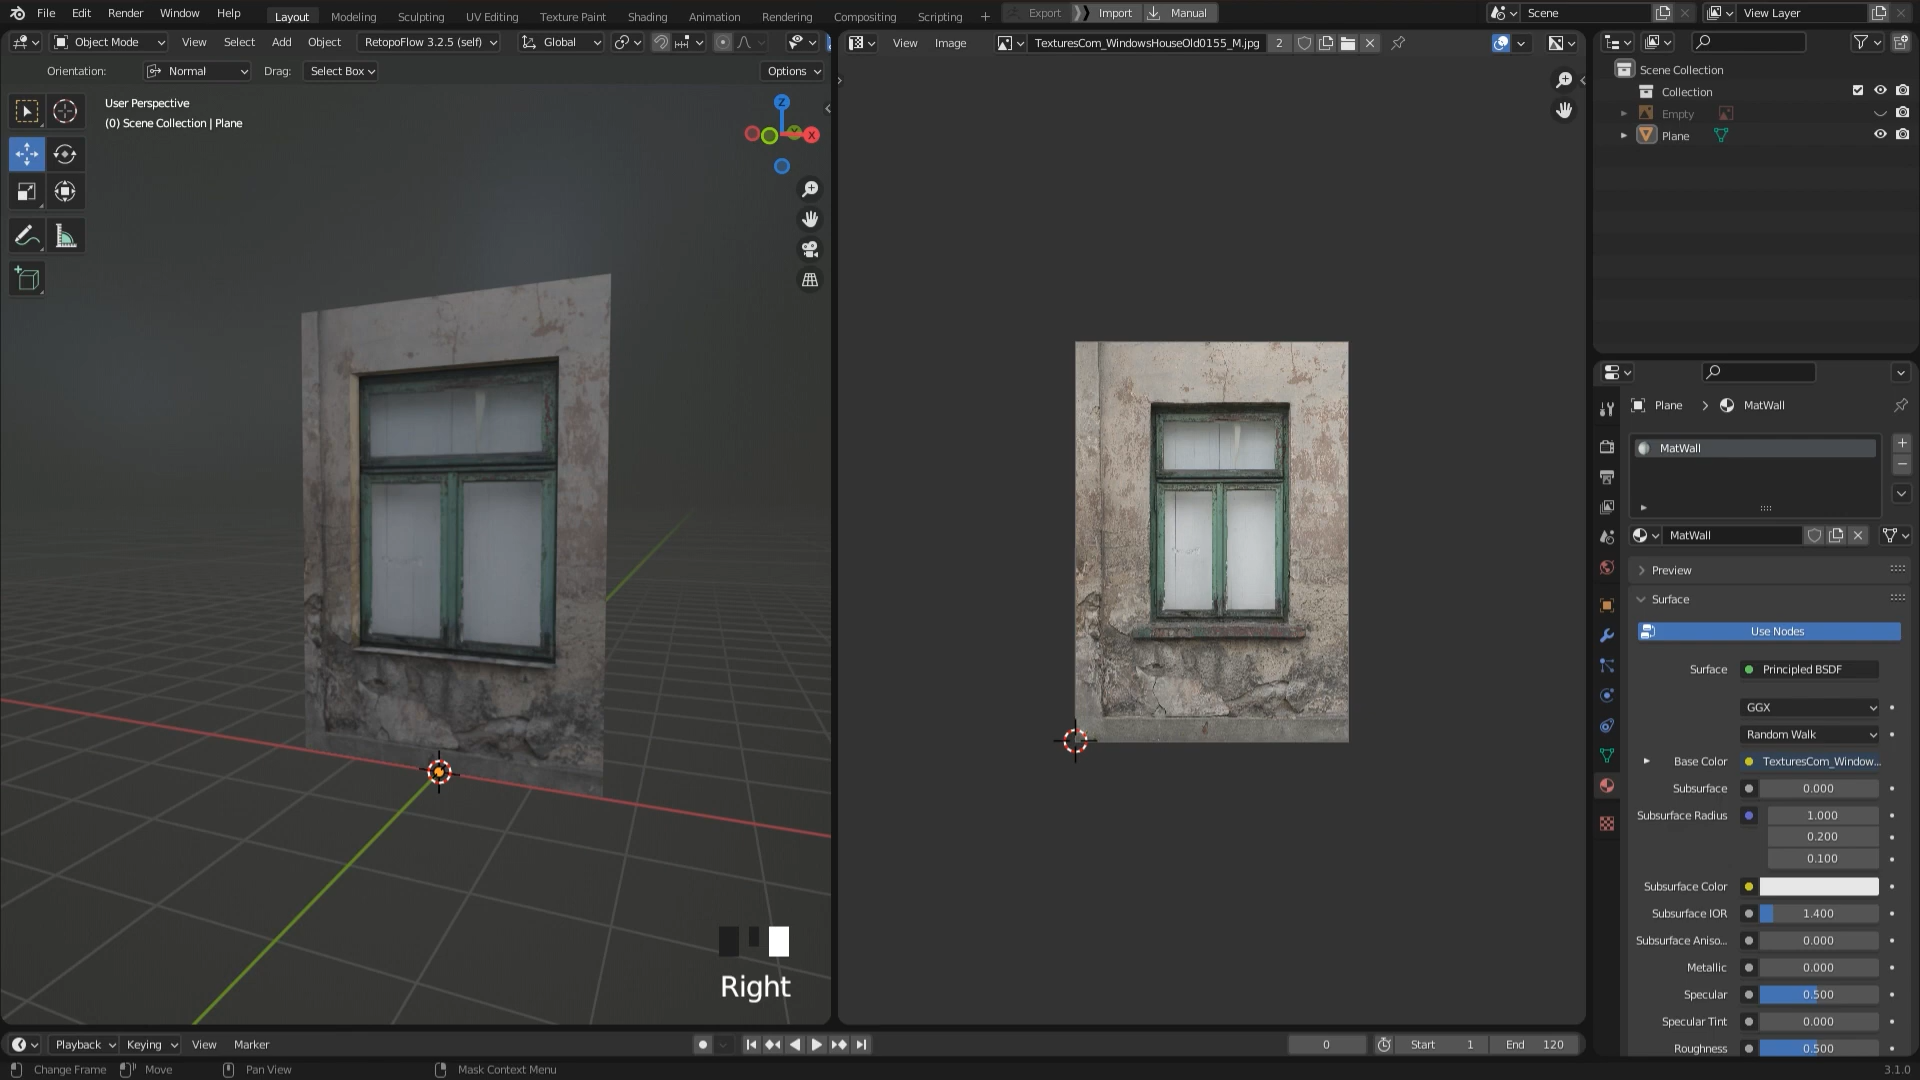 File Edit Render Window Help Layout Modeling Sculpting UV Editing Texture Paint Shading Animation Rendering Compositing Scripting + Export Import Manual Scene View Layer
Object Mode View Select Add Object RetopoFlow 3.2.5 (self) Global
View Image TexturesCom_WindowsHouseOld0155_M.jpg 2
Orientation: Normal Drag: Select Box Options
User Perspective
(0) Scene Collection | Plane
Z
Y
X
Right
Scene Collection
Collection
Empty
Plane
Plane > MatWall
MatWall
MatWall
Preview
Surface
Use Nodes
Surface Principled BSDF
GGX
Random Walk
Base Color TexturesCom_Window...
Subsurface 0.000
Subsurface Radius 1.000
0.200
0.100
Subsurface Color
Subsurface IOR 1.400
Subsurface Aniso... 0.000
Metallic 0.000
Specular 0.500
Specular Tint 0.000
Roughness 0.500
Playback Keying View Marker 0 Start 1 End 120
Change Frame Move Pan View Mask Context Menu 3.1.0